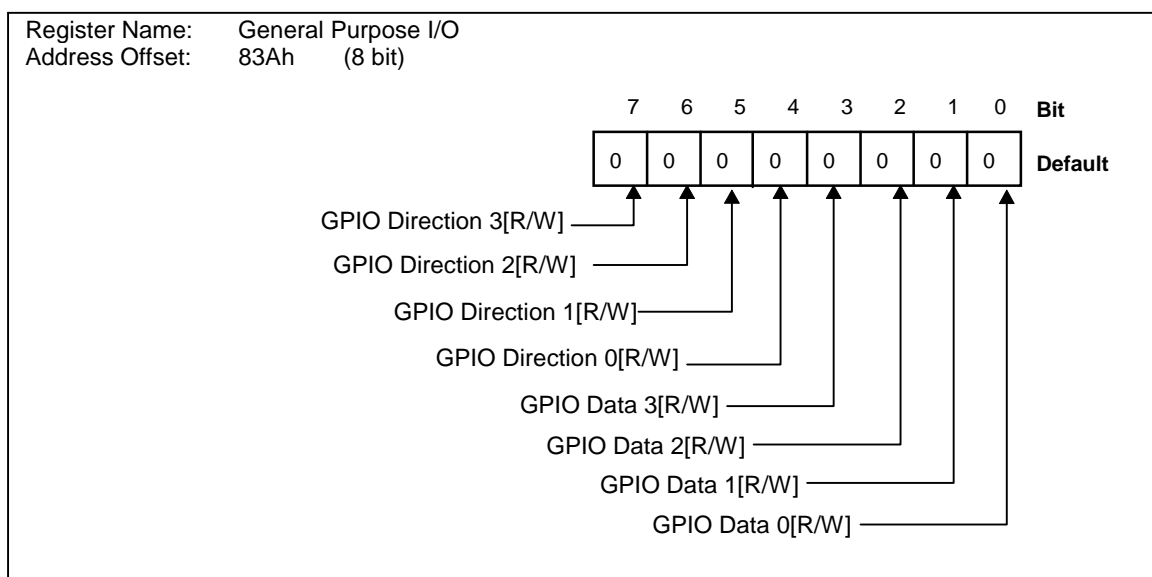 Register Name: General Purpose I/O
Address Offset: 83Ah (8 bit)
7 6 5 4 3 2 1 0 Bit
0 0 0 0 0 0 0 0 Default
GPIO Direction 3[R/W]
GPIO Direction 2[R/W]
GPIO Direction 1[R/W]
GPIO Direction 0[R/W]
GPIO Data 3[R/W]
GPIO Data 2[R/W]
GPIO Data 1[R/W]
GPIO Data 0[R/W]